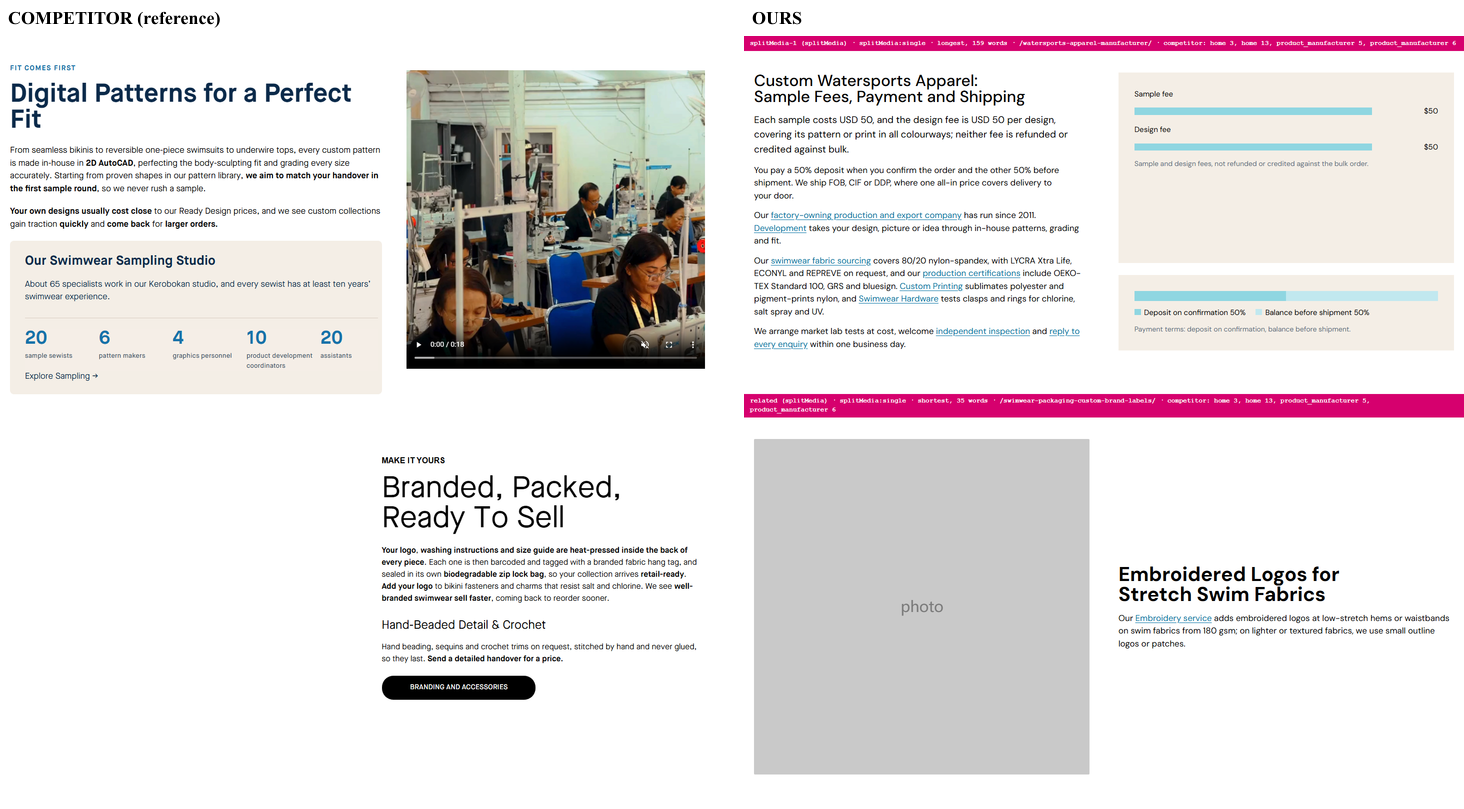 COMPETITOR (reference)
FIT COMES FIRST
Digital Patterns for a Perfect
Fit
From seamless bikinis to reversible one-piece swimsuits to underwire tops, every custom pattern
is made in-house in 2D AutoCAD, perfecting the body-sculpting fit and grading every size
accurately. Starting from proven shapes in our pattern library, we aim to match your handover in
the first sample round, so we never rush a sample.
Your own designs usually cost close to our Ready Design prices, and we see custom collections
gain traction quickly and come back for larger orders.
Our Swimwear Sampling Studio
About 65 specialists work in our Kerobokan studio, and every sewist has at least ten years'
swimwear experience.
20 6 4 10 20
sample sewists pattern makers graphics personnel product development assistants
coordinators
Explore Sampling →
0:00 / 0:18
MAKE IT YOURS
Branded, Packed,
Ready To Sell
Your logo, washing instructions and size guide are heat-pressed inside the back of
every piece. Each one is then barcoded and tagged with a branded fabric hang tag, and
sealed in its own biodegradable zip lock bag, so your collection arrives retail-ready.
Add your logo to bikini fasteners and charms that resist salt and chlorine. We see well-
branded swimwear sell faster, coming back to reorder sooner.
Hand-Beaded Detail & Crochet
Hand beading, sequins and crochet trims on request, stitched by hand and never glued,
so they last. Send a detailed handover for a price.
BRANDING AND ACCESSORIES
OURS
splitMedia-1 (splitMedia) · splitMedia:single · longest, 159 words · /watersports-apparel-manufacturer/ · competitor: home 3, home 13, product_manufacturer 5, product_manufacturer 6
Custom Watersports Apparel:
Sample Fees, Payment and Shipping
Each sample costs USD 50, and the design fee is USD 50 per design,
covering its pattern or print in all colourways; neither fee is refunded or
credited against bulk.
You pay a 50% deposit when you confirm the order and the other 50% before
shipment. We ship FOB, CIF or DDP, where one all-in price covers delivery to
your door.
Our factory-owning production and export company has run since 2011.
Development takes your design, picture or idea through in-house patterns, grading
and fit.
Our swimwear fabric sourcing covers 80/20 nylon-spandex, with LYCRA Xtra Life,
ECONYL and REPREVE on request, and our production certifications include OEKO-
TEX Standard 100, GRS and bluesign. Custom Printing sublimates polyester and
pigment-prints nylon, and Swimwear Hardware tests clasps and rings for chlorine,
salt spray and UV.
We arrange market lab tests at cost, welcome independent inspection and reply to
every enquiry within one business day.
Sample fee
$50
Design fee
$50
Sample and design fees, not refunded or credited against the bulk order.
Deposit on confirmation 50% Balance before shipment 50%
Payment terms: deposit on confirmation, balance before shipment.
related (splitMedia) · splitMedia:single · shortest, 35 words · /swimwear-packaging-custom-brand-labels/ · competitor: home 3, home 13, product_manufacturer 5,
product_manufacturer 6
photo
Embroidered Logos for
Stretch Swim Fabrics
Our Embroidery service adds embroidered logos at low-stretch hems or waistbands
on swim fabrics from 180 gsm; on lighter or textured fabrics, we use small outline
logos or patches.